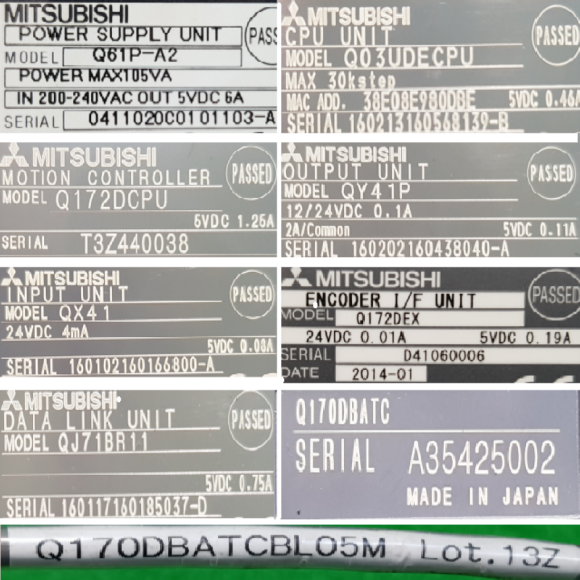 MITSUBISHI
POWER SUPPLY UNIT
PASS
MODEL Q61P-A2
POWER MAX105VA
IN 200-240VAC OUT 5VDC 6A
SERIAL 0411020C0101103-A
MITSUBISHI
CPU UNIT
PASSED
MODEL Q03UDECPU
MAX 30kstep
MAC ADD. 38E08E980DBE 5VDC 0.46A
SERIAL 160213160568139-B
MITSUBISHI
MOTION CONTROLLER
PASSED
MODEL Q172DCPU
5VDC 1.25A
SERIAL T3Z440038
MITSUBISHI
OUTPUT UNIT
PASSED
MODEL QY41P
12/24VDC 0.1A
2A/Common 5VDC 0.11A
SERIAL 160202160438040-A
MITSUBISHI
INPUT UNIT
PASSED
MODEL QX41
24VDC 4mA
5VDC 0.08A
SERIAL 160102160166800-A
MITSUBISHI
ENCODER I/F UNIT
PASSED
MODEL Q172DEX
24VDC 0.01A 5VDC 0.19A
SERIAL D41060006
DATE 2014-01
MITSUBISHI
DATA LINK UNIT
PASSED
MODEL QJ71BR11
5VDC 0.75A
SERIAL 160117160185037-D
Q170DBATC
SERIAL A35425002
MADE IN JAPAN
Q170DBATCBL05M Lot.13Z